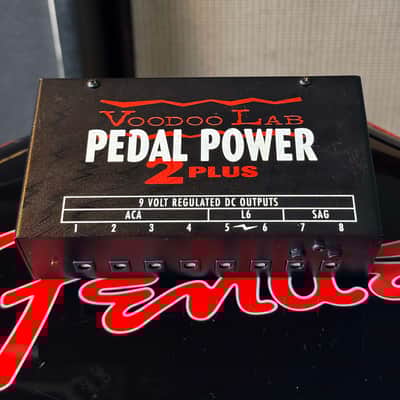 VOODOO LAB
PEDAL POWER
2 PLUS
9 VOLT REGULATED DC OUTPUTS
ACA L6 SAG
1 2 3 4 5 6 7 8
Fender